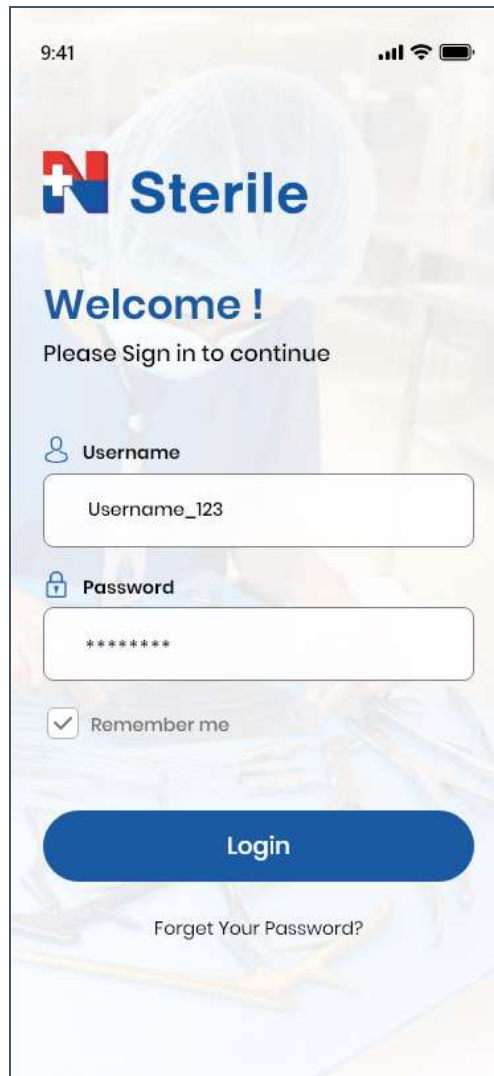 9:41
N Sterile
Welcome !
Please Sign in to continue
Username
Username_123
Password
********
Remember me
Login
Forget Your Password?